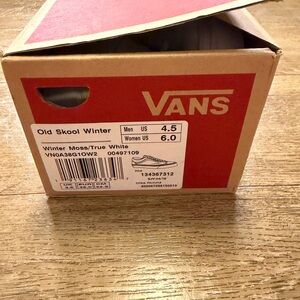 VANS
Old Skool Winter
Men US 4.5
Women US 6.0
Winter Moss/True White
VN0A38G1OW2 00497109
134367312